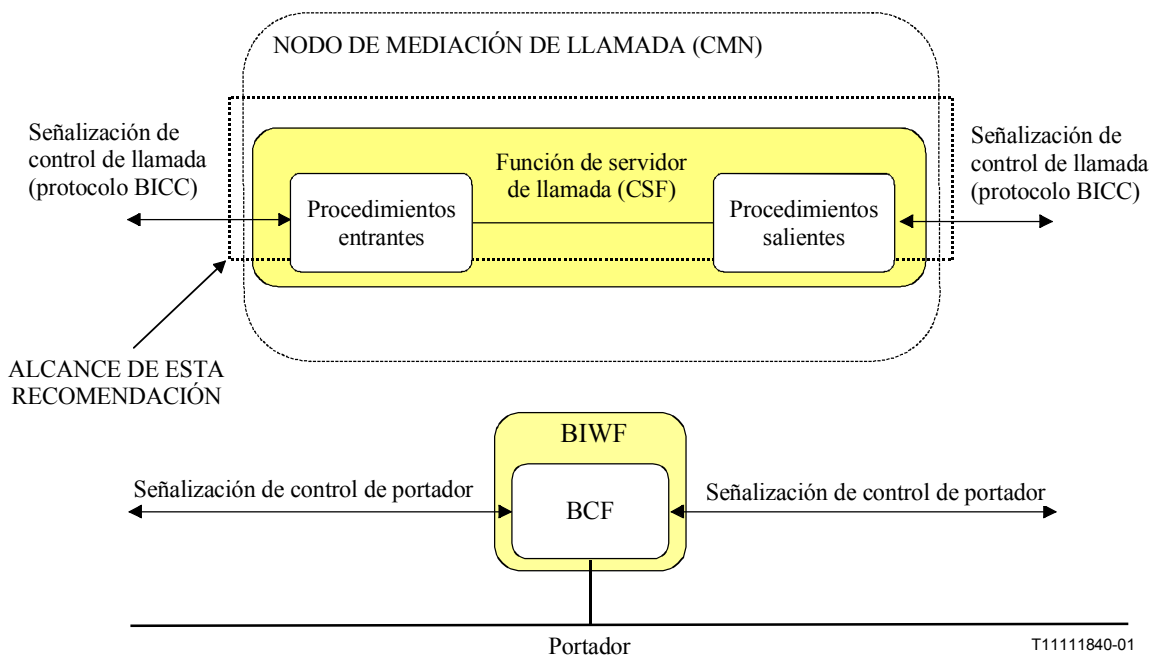 NODO DE MEDIACIÓN DE LLAMADA (CMN)
Señalización de
control de llamada
(protocolo BICC)
Función de servidor
de llamada (CSF)
Procedimientos
entrantes
Procedimientos
salientes
Señalización de
control de llamada
(protocolo BICC)
ALCANCE DE ESTA
RECOMENDACIÓN
BIWF
Señalización de control de portador
BCF
Señalización de control de portador
Portador
T11111840-01